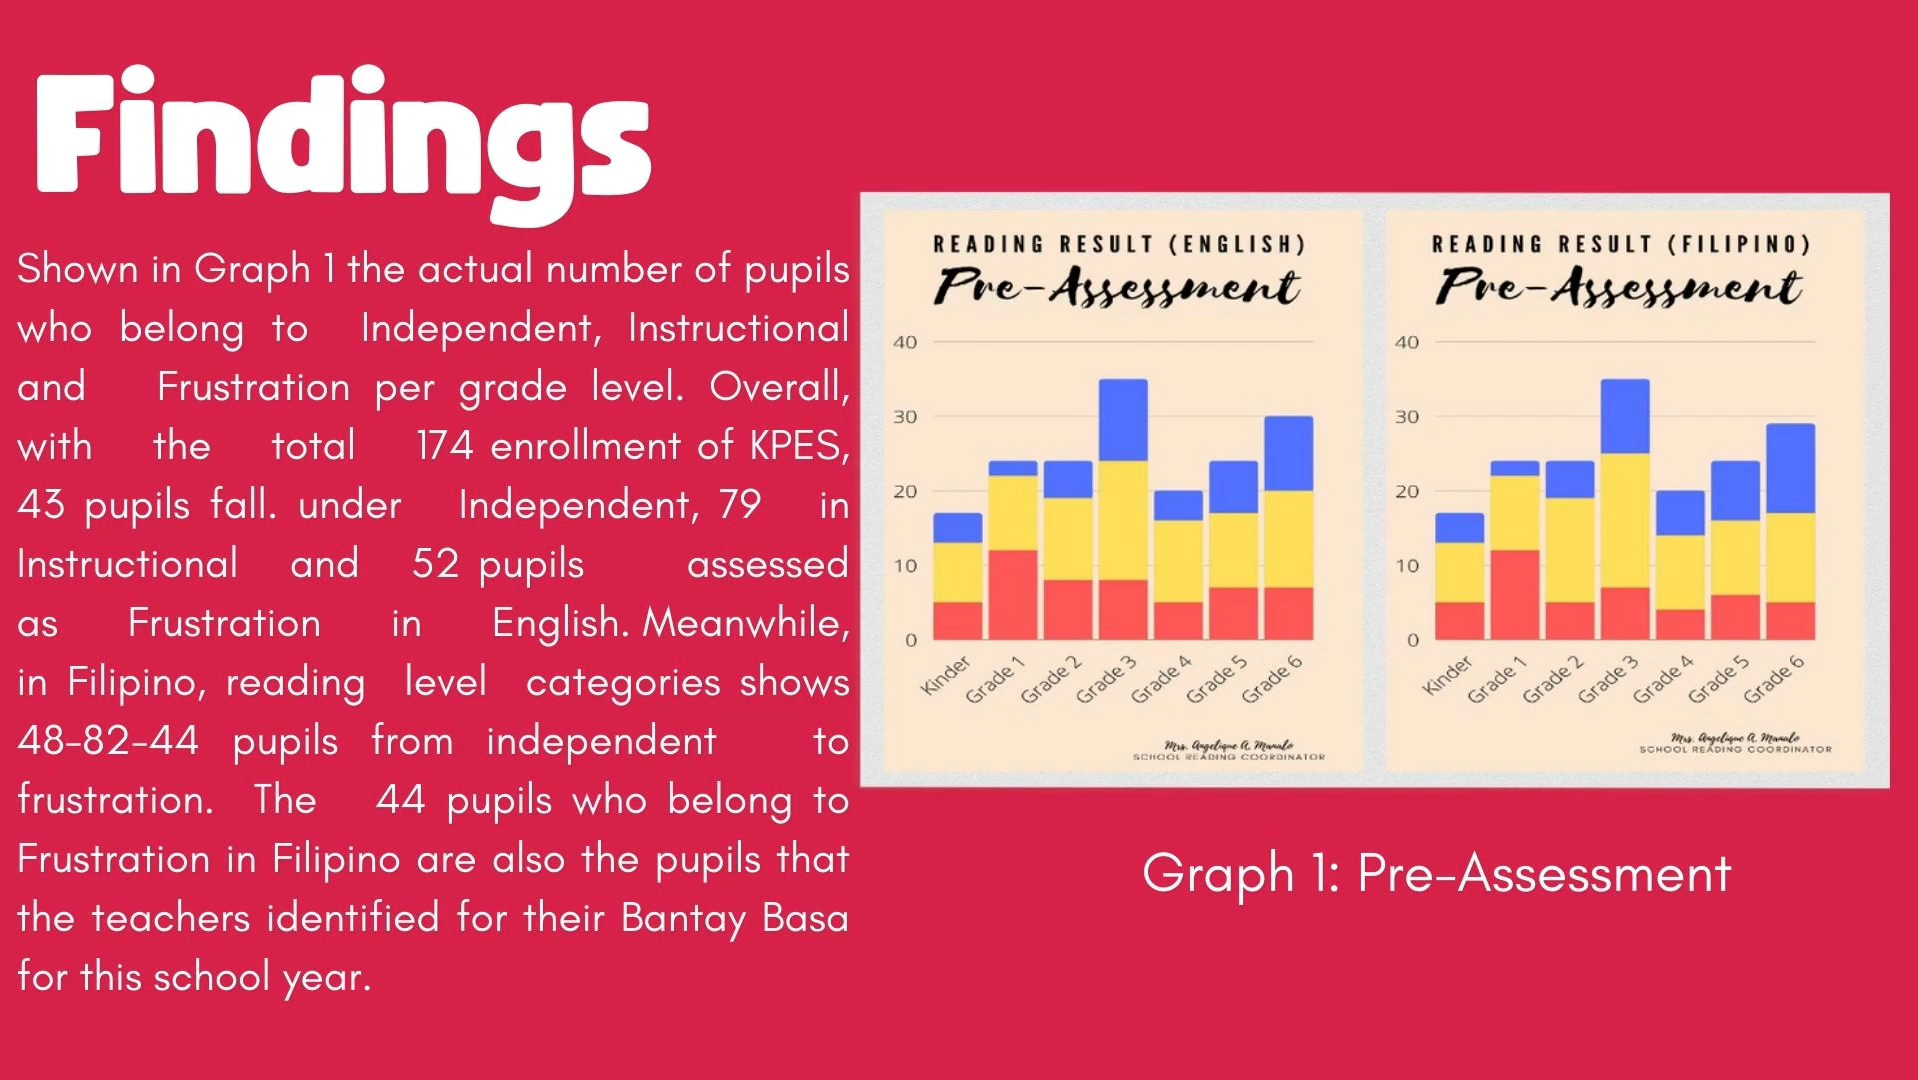 Findings
Shown in Graph 1 the actual number of pupils
who belong to Independent, Instructional
and Frustration per grade level. Overall,
with the total 174 enrollment of KPES,
43 pupils fall. under Independent, 79 in
Instructional and 52 pupils assessed
as Frustration in English. Meanwhile,
in Filipino, reading level categories shows
48-82-44 pupils from independent to
frustration. The 44 pupils who belong to
Frustration in Filipino are also the pupils that
the teachers identified for their Bantay Basa
for this school year.
READING RESULT (ENGLISH)
Pre-Assessment
40
30
20
10
0
Kinder
Grade 1
Grade 2
Grade 3
Grade 4
Grade 5
Grade 6
Mrs. Angelique A. Manalo
SCHOOL READING COORDINATOR
READING RESULT (FILIPINO)
Pre-Assessment
40
30
20
10
0
Kinder
Grade 1
Grade 2
Grade 3
Grade 4
Grade 5
Grade 6
Mrs. Angelique A. Manalo
SCHOOL READING COORDINATOR
Graph 1: Pre-Assessment